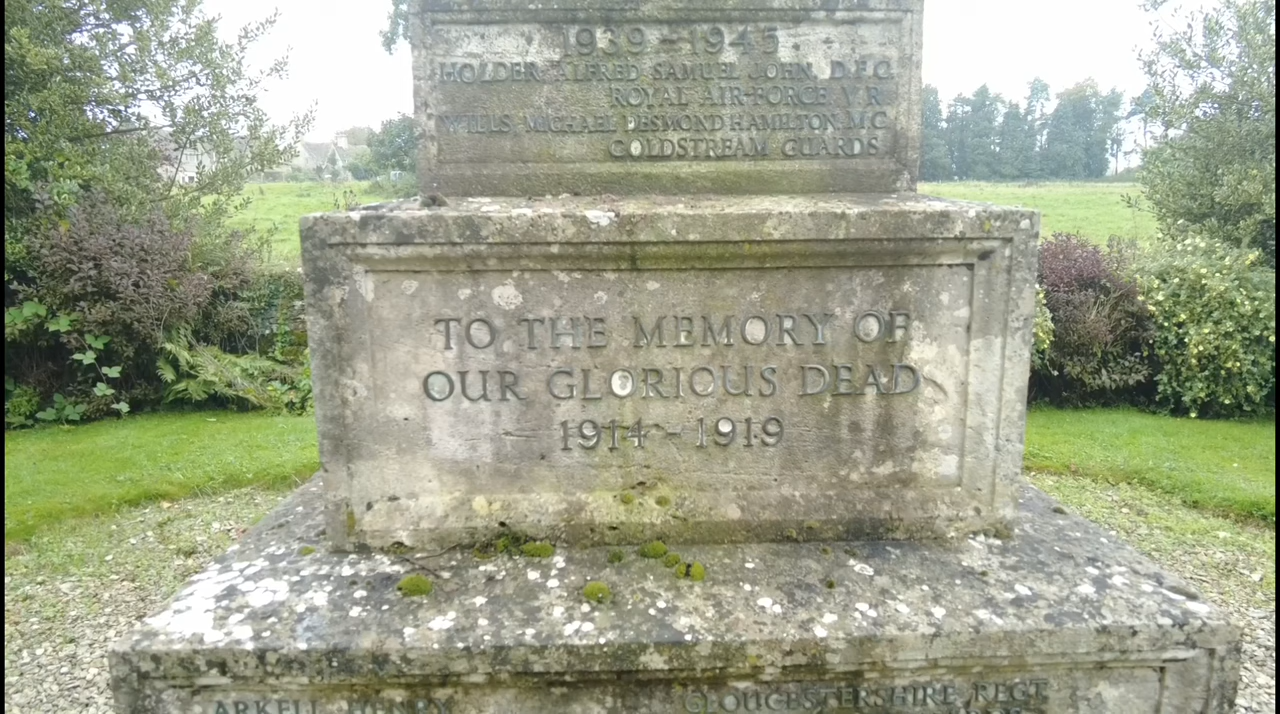 1939 - 1945
HOLDER ALFRED SAMUEL JOHN. D.F.C.
ROYAL AIR FORCE V.R.
WILLS MICHAEL DESMOND HAMILTON. M.C.
COLDSTREAM GUARDS.
TO THE MEMORY OF
OUR GLORIOUS DEAD
1914 - 1919
ARKELL HENRY GLOUCESTERSHIRE REGT